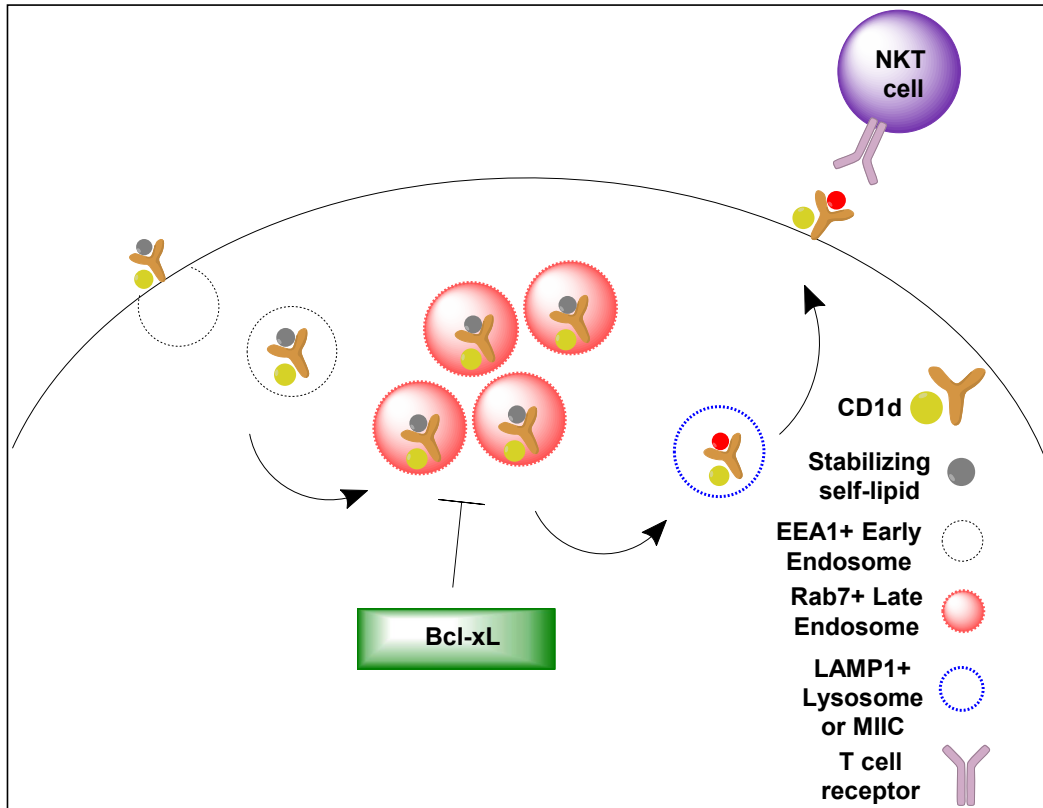 NKT
cell
CD1d
Stabilizing
self-lipid
EEA1+ Early
Endosome
Rab7+ Late
Endosome
Bcl-xL
LAMP1+
Lysosome
or MIIC
T cell
receptor